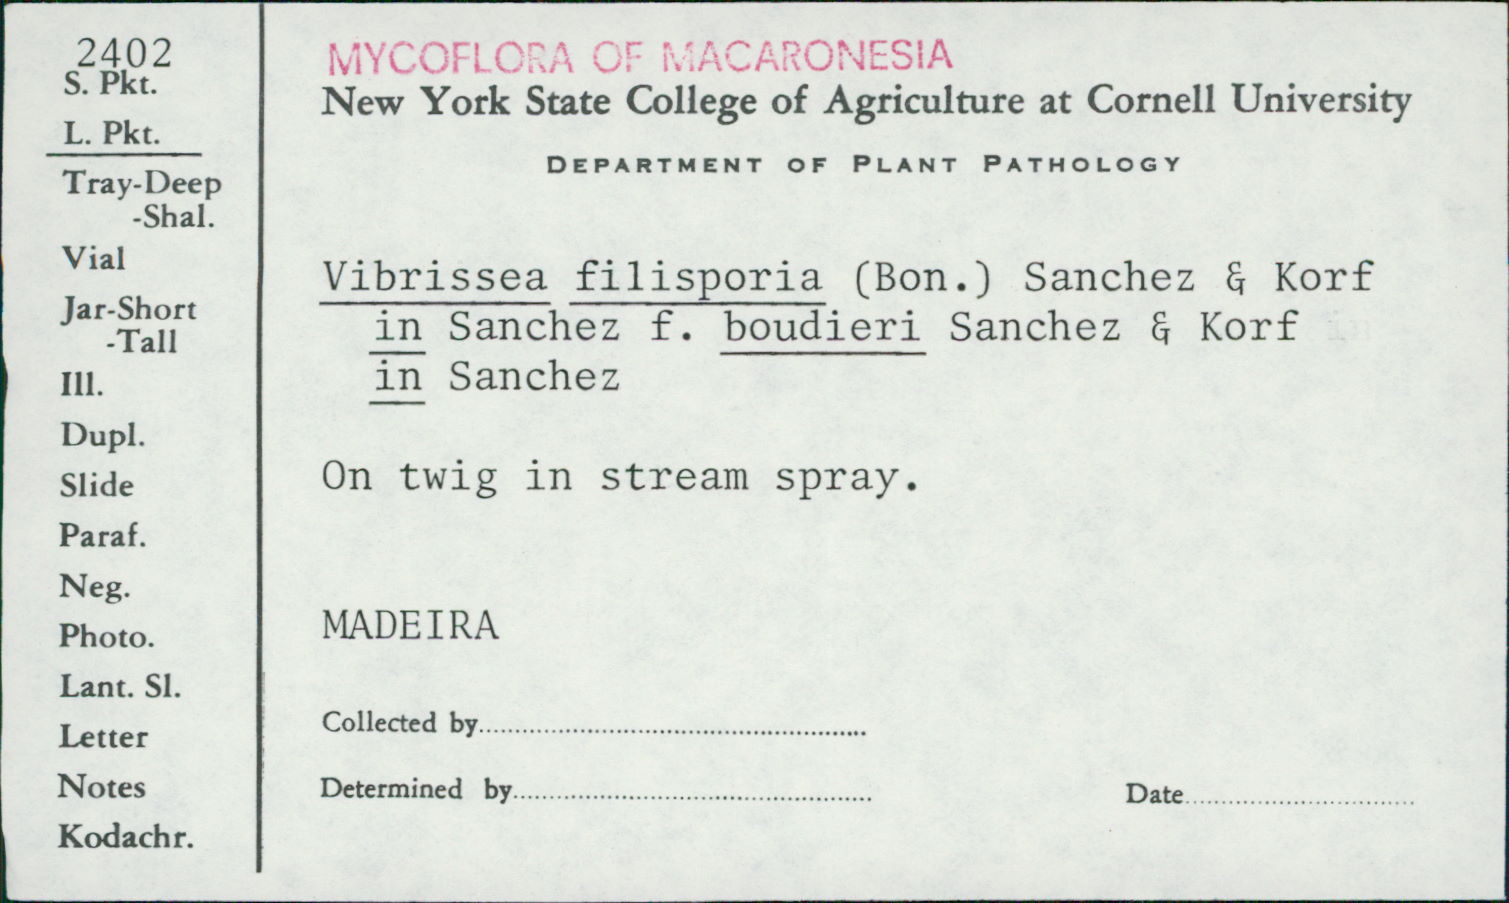 2402
S. Pkt.
L. Pkt.
Tray-Deep
-Shal.
Vial
Jar-Short
-Tall
Ill.
Dupl.
Slide
Paraf.
Neg.
Photo.
Lant. Sl.
Letter
Notes
Kodachr.
MYCOFLORA OF MACARONESIA
New York State College of Agriculture at Cornell University
DEPARTMENT OF PLANT PATHOLOGY
Vibrissea filisporia (Bon.) Sanchez & Korf
in Sanchez f. boudieri Sanchez & Korf
in Sanchez
On twig in stream spray.
MADEIRA
Collected by
Determined by
Date